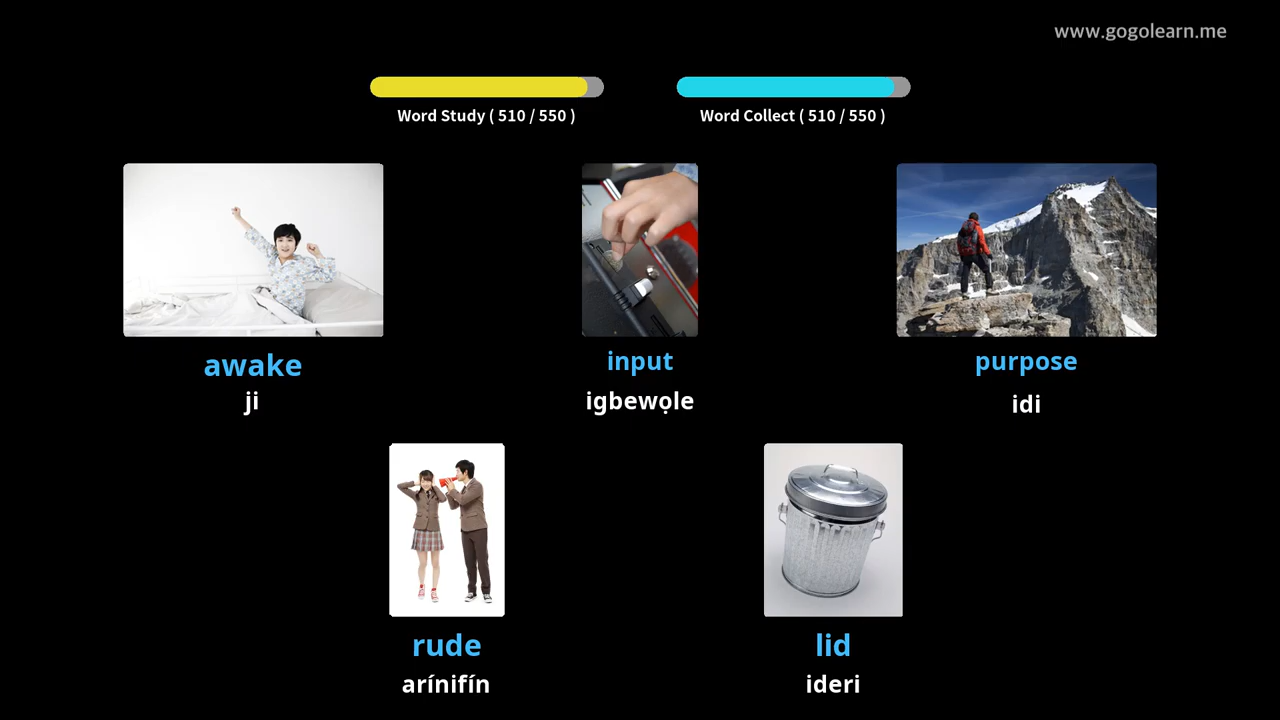 www.gogolearn.me
Word Study ( 510 / 550 )
Word Collect ( 510 / 550 )
awake
ji
input
igbewọle
purpose
idi
rude
arínifín
lid
ideri